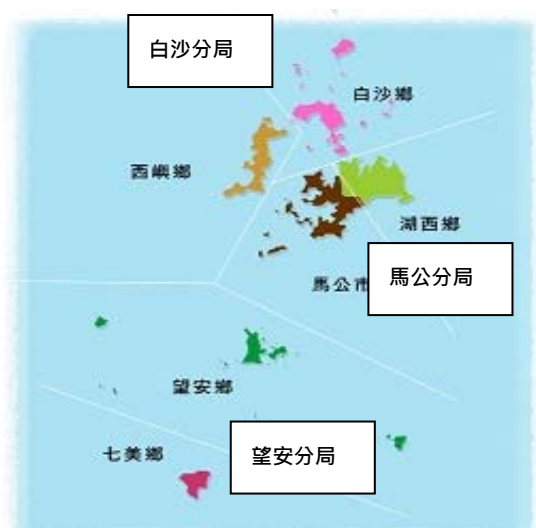 白沙分局
白沙鄉
西嶼鄉
湖西鄉
馬公市
馬公分局
望安鄉
七美鄉
望安分局